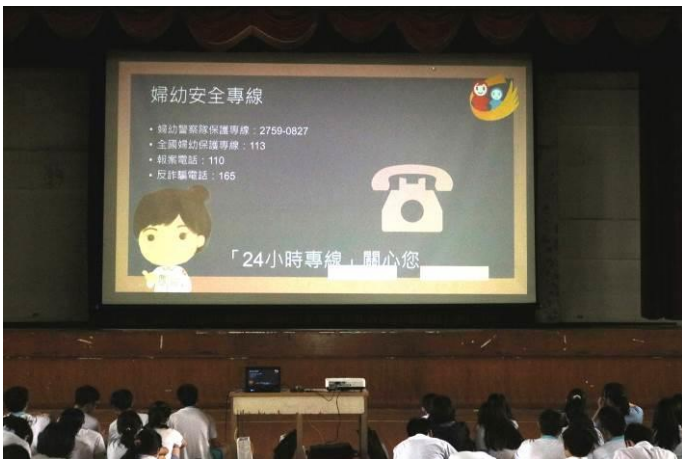 婦幼安全專線
• 婦幼警察隊保護專線：2759-0827
• 全國婦幼保護專線：113
• 報案電話：110
• 反詐騙電話：165
「24小時專線」關心您